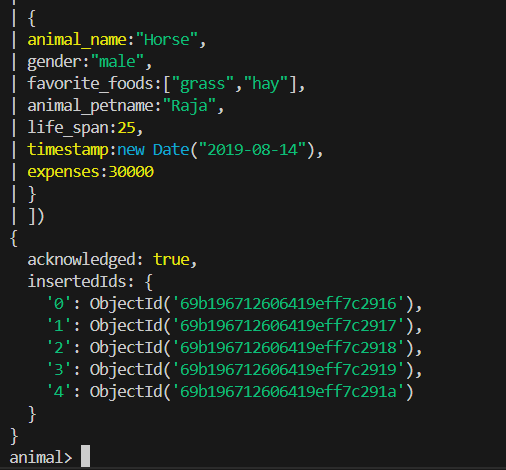 | {
| animal_name:"Horse",
| gender:"male",
| favorite_foods:["grass","hay"],
| animal_petname:"Raja",
| life_span:25,
| timestamp:new Date("2019-08-14"),
| expenses:30000
| }
| ])
{
  acknowledged: true,
  insertedIds: {
    '0': ObjectId('69b196712606419eff7c2916'),
    '1': ObjectId('69b196712606419eff7c2917'),
    '2': ObjectId('69b196712606419eff7c2918'),
    '3': ObjectId('69b196712606419eff7c2919'),
    '4': ObjectId('69b196712606419eff7c291a')
  }
}
animal>